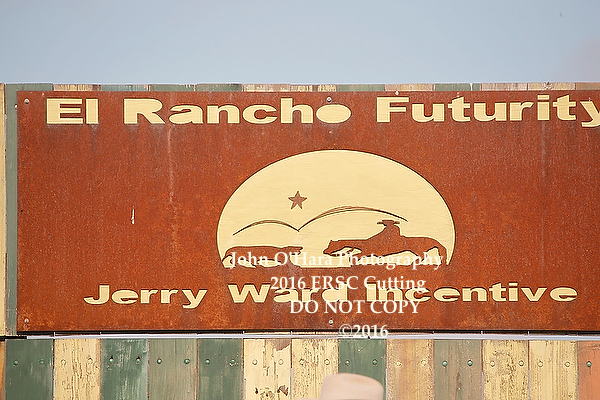 El Rancho Futurity
John O'Hara Photography
2016 ERSC Cutting
Jerry Ward Incentive
DO NOT COPY
©2016